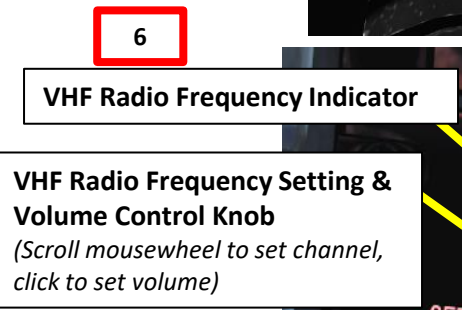 6
VHF Radio Frequency Indicator
VHF Radio Frequency Setting &
Volume Control Knob
(Scroll mousewheel to set channel,
click to set volume)